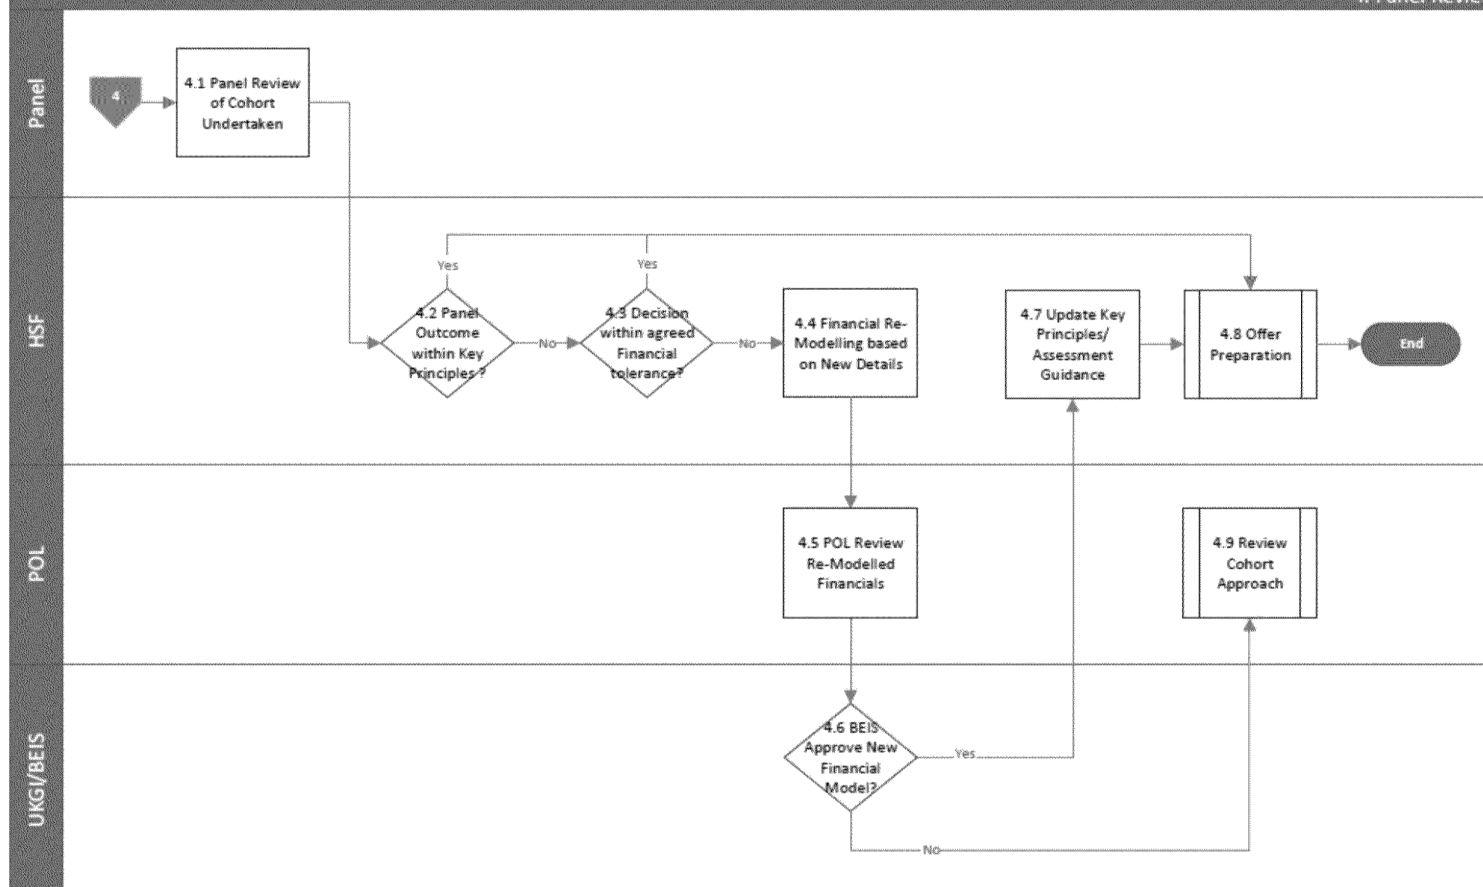 Panel
4
4.1 Panel Review
of Cohort
Undertaken
HSF
Yes
Yes
4.2 Panel
Outcome
within Key
Principles ?
No
4.3 Decision
within agreed
Financial
tolerance?
No
4.4 Financial Re-
Modelling based
on New Details
4.7 Update Key
Principles/
Assessment
Guidance
4.8 Offer
Preparation
End
POL
4.5 POL Review
Re-Modelled
Financials
4.9 Review
Cohort
Approach
UKGI/BEIS
4.6 BEIS
Approve New
Financial
Model?
Yes
No